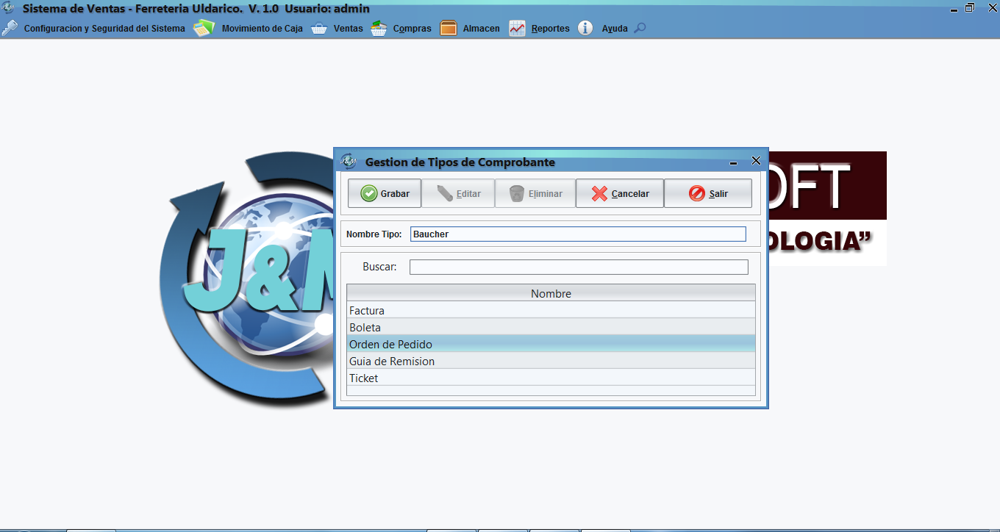 Sistema de Ventas - Ferreteria Uldarico. V. 1.0 Usuario: admin
Configuracion y Seguridad del Sistema Movimiento de Caja Ventas Compras Almacen Reportes Ayuda
Gestion de Tipos de Comprobante
Grabar Editar Eliminar Cancelar Salir
Nombre Tipo: Baucher
Buscar:
Nombre
Factura
Boleta
Orden de Pedido
Guia de Remision
Ticket
J&M
OFT
OLOGIA”